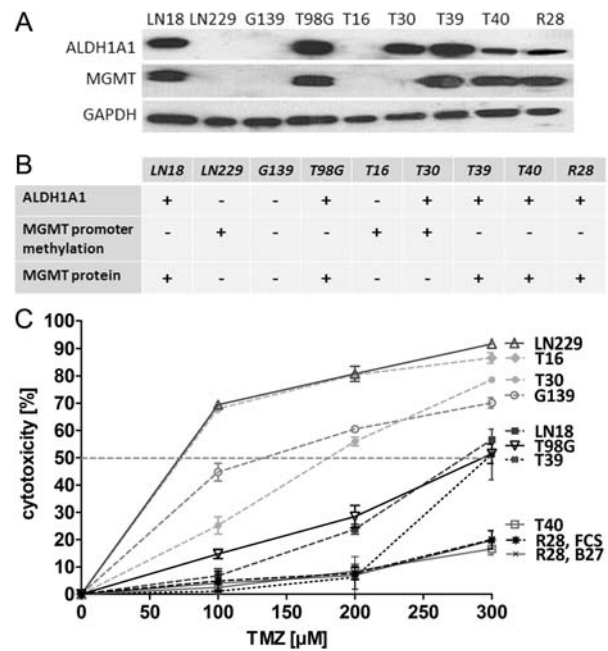 A
LN18 LN229 G139 T98G T16 T30 T39 T40 R28
ALDH1A1
MGMT
GAPDH
B
LN18 LN229 G139 T98G T16 T30 T39 T40 R28
ALDH1A1 + - - + - + + + +
MGMT promoter
methylation
- + - - + + - - -
MGMT protein + - - + - - + + +
C
cytotoxicity [%]
100
90
80
70
60
50
40
30
20
10
0
LN229
T16
T30
G139
LN18
T98G
T39
T40
R28, FCS
R28, B27
0 100 200 300
TMZ [µM]